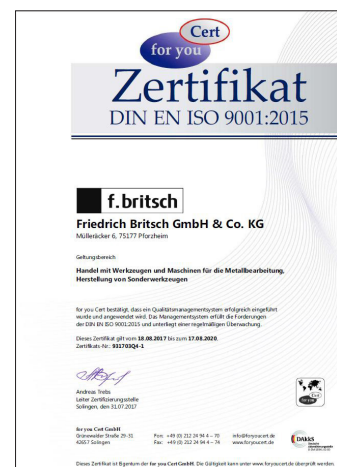 Cert
for you
Zertifikat
DIN EN ISO 9001:2015
f.britsch
Friedrich Britsch GmbH & Co. KG
Müleräcker 6, 75177 Pforzheim
Geltungsbereich
Handel mit Werkzeugen und Maschinen für die Metallbearbeitung,
Herstellung von Sonderwerkzeugen
for you Cert bestätigt, dass ein Qualitätsmanagementsystem erfolgreich eingeführt
wurde und angewendet wird. Das Managementsystem erfüllt die Forderungen
der DIN EN ISO 9001:2015 und unterliegt einer regelmäßigen Überwachung.
Dieses Zertifikat gilt vom 18.08.2017 bis zum 17.08.2020.
Zertifikats-Nr.: 931703Q4-1
Andreas Trebs
Leiter Zertifizierungsstelle
Solingen, den 31.07.2017
for you Cert GmbH
Grünewalder Straße 29-31
42657 Solingen
Fon: +49 (0) 212 24 94 4 – 70
Fax: +49 (0) 212 24 94 4 – 74
info@foryoucert.de
www.foryoucert.de
DAkkS
Dieses Zertifikat ist Eigentum der for you Cert GmbH. Die Gültigkeit kann unter www.foryoucert.de überprüft werden.